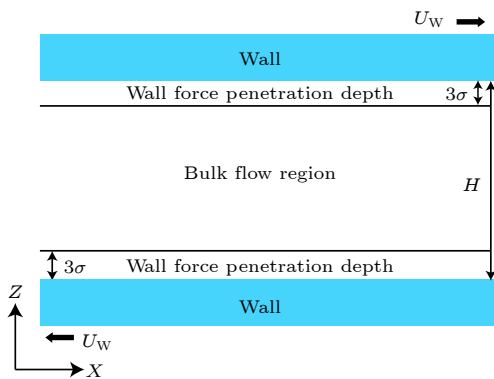 U_W
Wall
Wall force penetration depth
3σ
Bulk flow region
H
3σ
Wall force penetration depth
Z
Wall
U_W
X